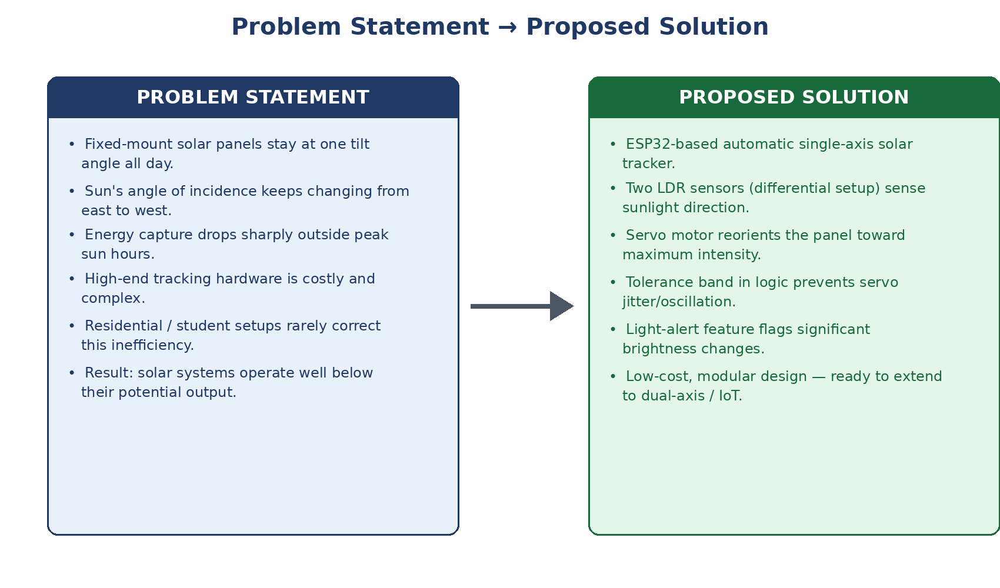 Problem Statement → Proposed Solution
PROBLEM STATEMENT
• Fixed-mount solar panels stay at one tilt
angle all day.
• Sun's angle of incidence keeps changing from
east to west.
• Energy capture drops sharply outside peak
sun hours.
• High-end tracking hardware is costly and
complex.
• Residential / student setups rarely correct
this inefficiency.
• Result: solar systems operate well below
their potential output.
PROPOSED SOLUTION
• ESP32-based automatic single-axis solar
tracker.
• Two LDR sensors (differential setup) sense
sunlight direction.
• Servo motor reorients the panel toward
maximum intensity.
• Tolerance band in logic prevents servo
jitter/oscillation.
• Light-alert feature flags significant
brightness changes.
• Low-cost, modular design — ready to extend
to dual-axis / IoT.